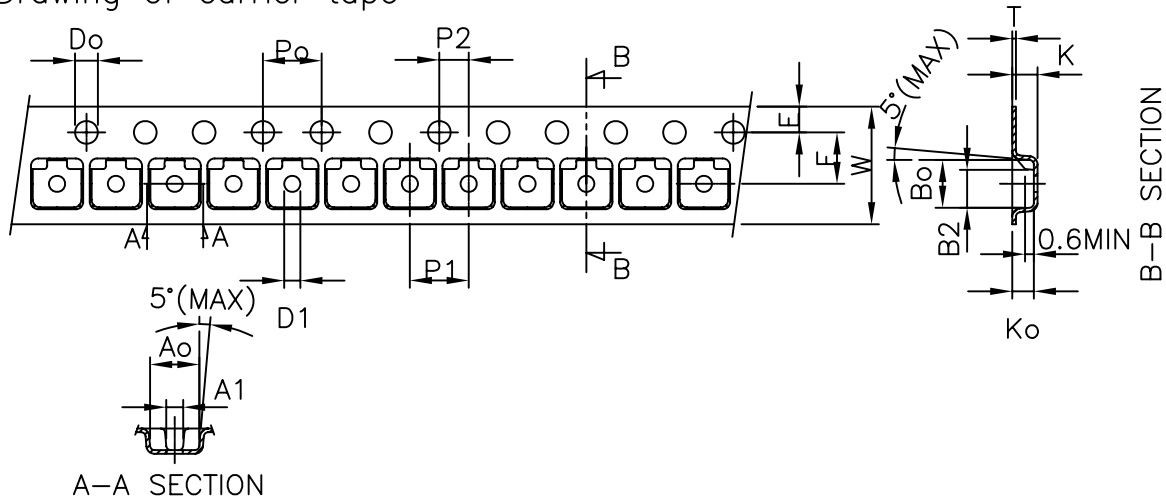 Drawing of carrier tape
Do
Po
P2
B
E
F
W
A
A
P1
B
D1
5°(MAX)
Ao
A1
A-A SECTION
T
K
5°(MAX)
Bo
B2
0.6MIN
Ko
B-B SECTION